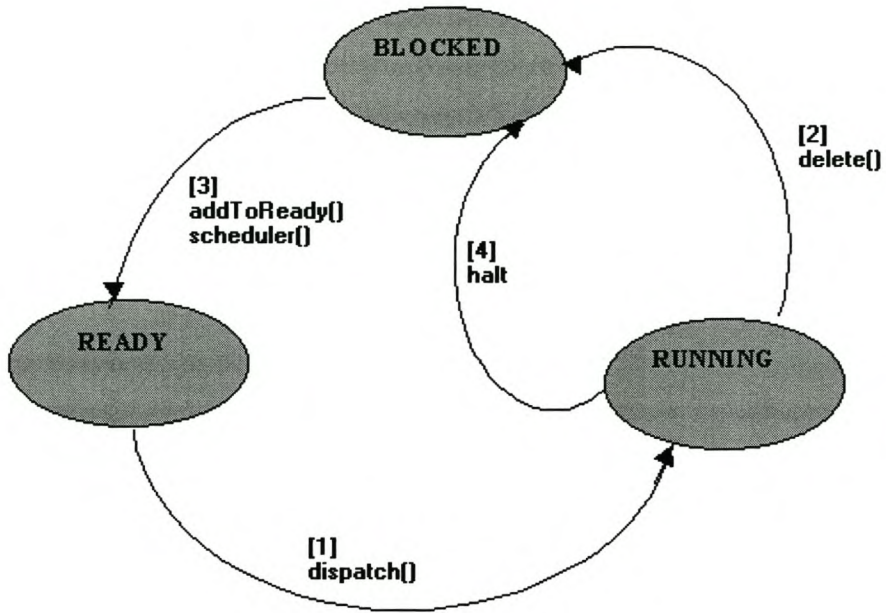 BLOCKED
[2]
delete()
[3]
addToReady()
scheduler()
[4]
halt
READY
RUNNING
[1]
dispatch()